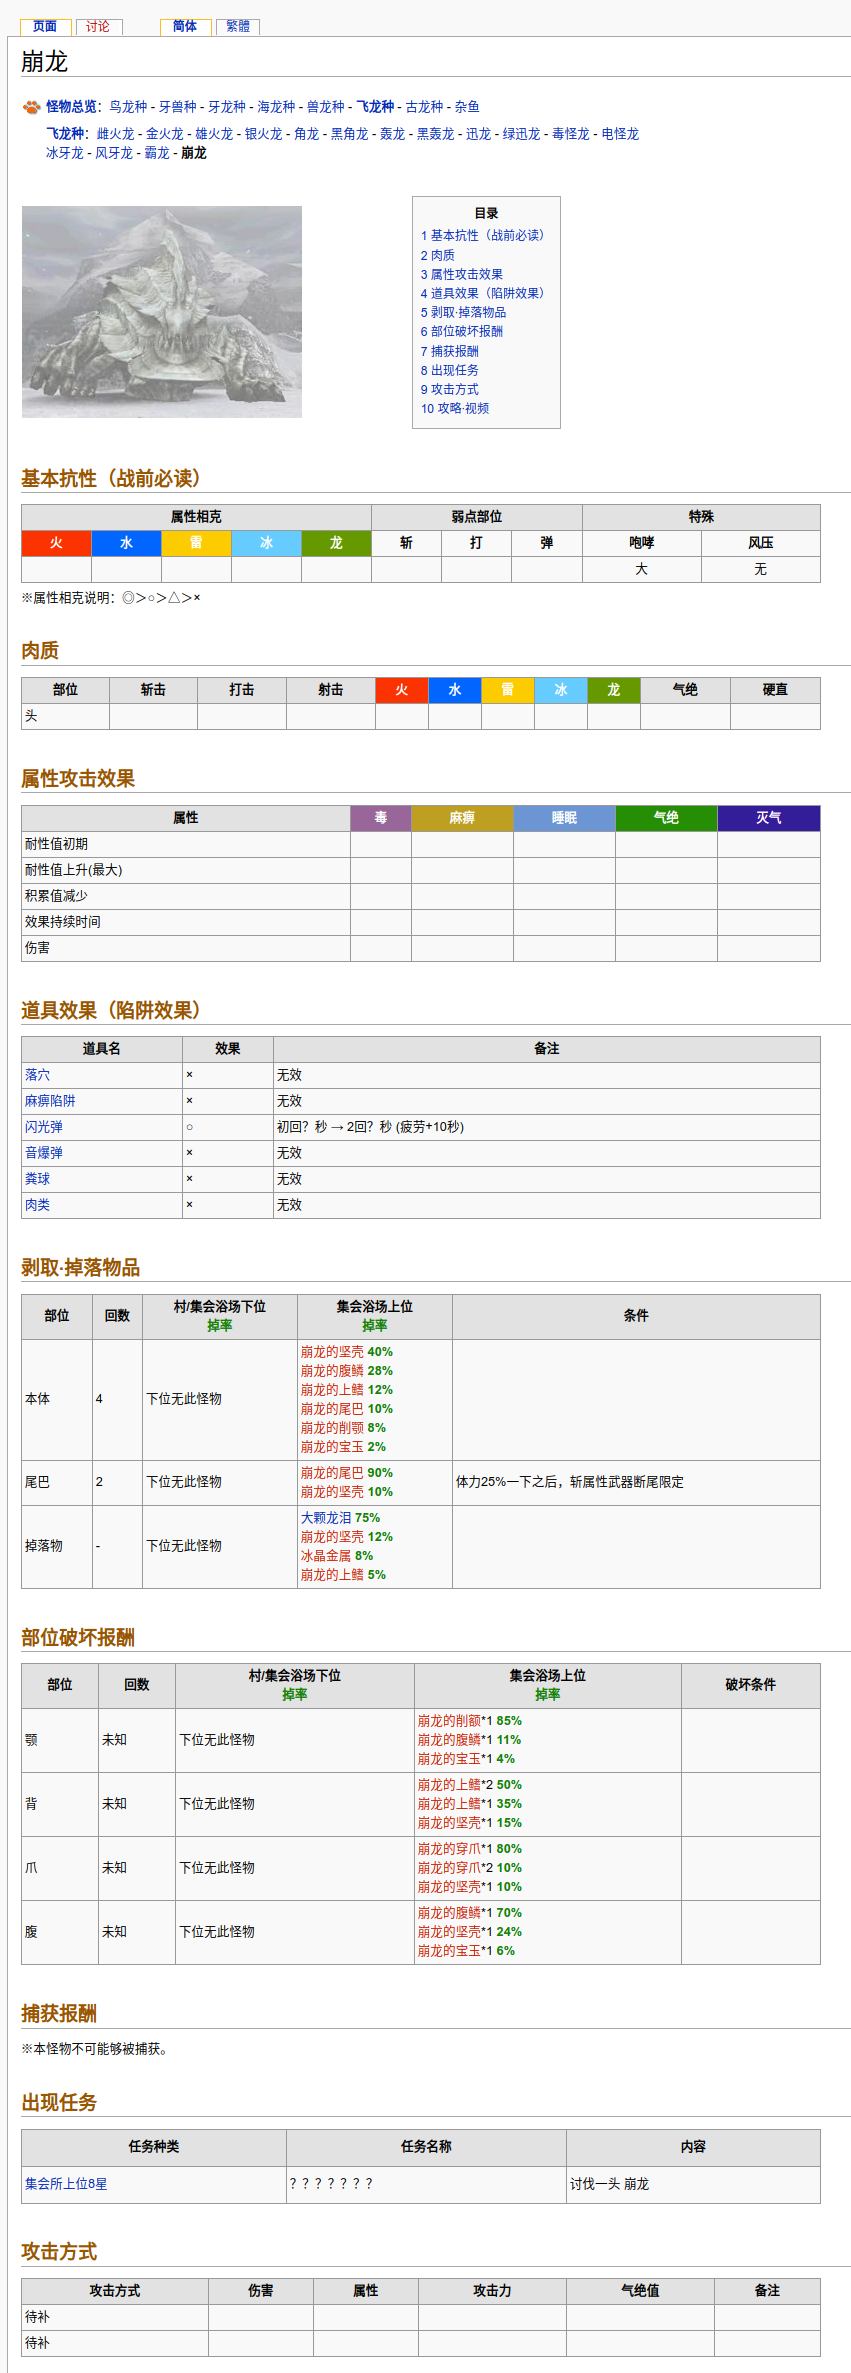 页面 讨论 简体 繁體
崩龙
怪物总览：鸟龙种 - 牙兽种 - 牙龙种 - 海龙种 - 兽龙种 - 飞龙种 - 古龙种 - 杂鱼
飞龙种：雌火龙 - 金火龙 - 雄火龙 - 银火龙 - 角龙 - 黑角龙 - 轰龙 - 黑轰龙 - 迅龙 - 绿迅龙 - 毒怪龙 - 电怪龙
冰牙龙 - 风牙龙 - 霸龙 - 崩龙
目录
1 基本抗性（战前必读）
2 肉质
3 属性攻击效果
4 道具效果（陷阱效果）
5 剥取·掉落物品
6 部位破坏报酬
7 捕获报酬
8 出现任务
9 攻击方式
10 攻略·视频
基本抗性（战前必读）
属性相克 弱点部位 特殊
火 水 雷 冰 龙 斩 打 弹 咆哮 风压
大 无
※属性相克说明：◎＞○＞△＞×
肉质
部位 斩击 打击 射击 火 水 雷 冰 龙 气绝 硬直
头
属性攻击效果
属性 毒 麻痹 睡眠 气绝 灭气
耐性值初期
耐性值上升(最大)
积累值减少
效果持续时间
伤害
道具效果（陷阱效果）
道具名 效果 备注
落穴 × 无效
麻痹陷阱 × 无效
闪光弹 ○ 初回？秒 → 2回？秒 (疲劳+10秒)
音爆弹 × 无效
粪球 × 无效
肉类 × 无效
剥取·掉落物品
部位 回数 村/集会浴场下位 集会浴场上位 条件
掉率 掉率
崩龙的坚壳 40%
崩龙的腹鳞 28%
崩龙的上鳍 12%
本体 4 下位无此怪物
崩龙的尾巴 10%
崩龙的削颚 8%
崩龙的宝玉 2%
尾巴 2 下位无此怪物 崩龙的尾巴 90% 体力25%一下之后，斩属性武器断尾限定
崩龙的坚壳 10%
大颗龙泪 75%
崩龙的坚壳 12%
掉落物 - 下位无此怪物
冰晶金属 8%
崩龙的上鳍 5%
部位破坏报酬
部位 回数 村/集会浴场下位 集会浴场上位 破坏条件
掉率 掉率
崩龙的削额*1 85%
颚 未知 下位无此怪物 崩龙的腹鳞*1 11%
崩龙的宝玉*1 4%
崩龙的上鳍*2 50%
背 未知 下位无此怪物 崩龙的上鳍*1 35%
崩龙的坚壳*1 15%
崩龙的穿爪*1 80%
爪 未知 下位无此怪物 崩龙的穿爪*2 10%
崩龙的坚壳*1 10%
崩龙的腹鳞*1 70%
腹 未知 下位无此怪物 崩龙的坚壳*1 24%
崩龙的宝玉*1 6%
捕获报酬
※本怪物不可能够被捕获。
出现任务
任务种类 任务名称 内容
集会所上位8星 ？？？？？？？ 讨伐一头 崩龙
攻击方式
攻击方式 伤害 属性 攻击力 气绝值 备注
待补
待补